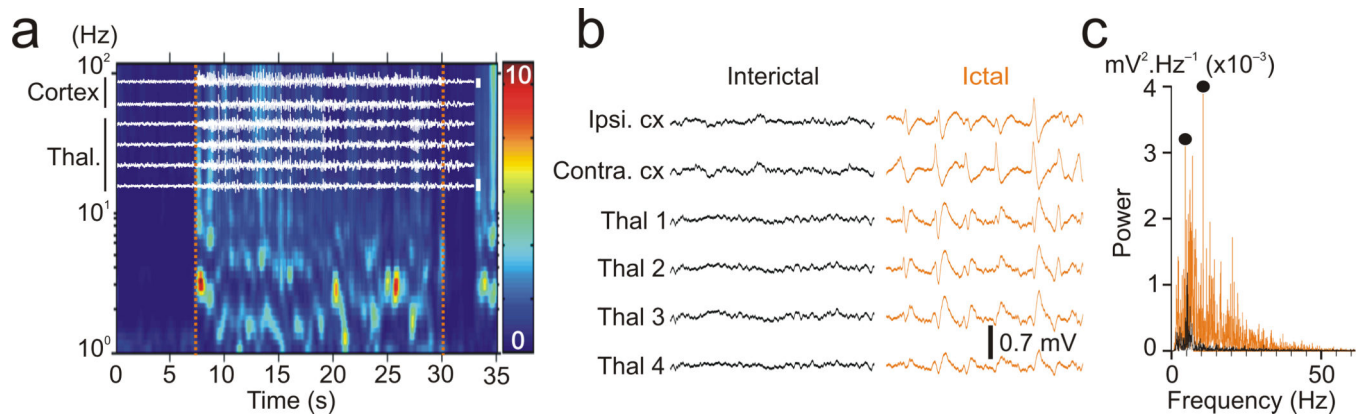 a
(Hz)
10²
Cortex
Thal.
10¹
10⁰
0 5 10 15 20 25 30 35
Time (s)
10
0
b
Interictal
Ictal
Ipsi. cx
Contra. cx
Thal 1
Thal 2
Thal 3
Thal 4
0.7 mV
c
mV².Hz⁻¹ (x10⁻³)
4
3
2
1
0
Power
0 50
Frequency (Hz)